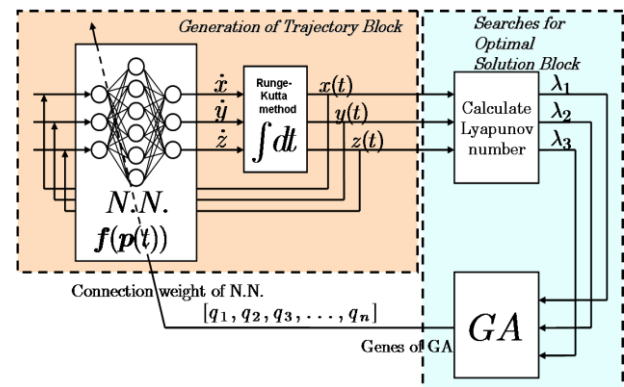 Generation of Trajectory Block
Searches for
Optimal
Solution Block
ẋ
ẏ
ż
Runge-
Kutta
method
∫dt
x(t)
y(t)
z(t)
Calculate
Lyapunov
number
λ₁
λ₂
λ₃
N.N.
f(p(t))
Connection weight of N.N.
[q₁, q₂, q₃, . . . , qₙ]
Genes of GA
GA